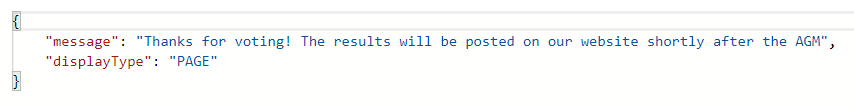 {
"message": "Thanks for voting! The results will be posted on our website shortly after the AGM",
"displayType": "PAGE"
}